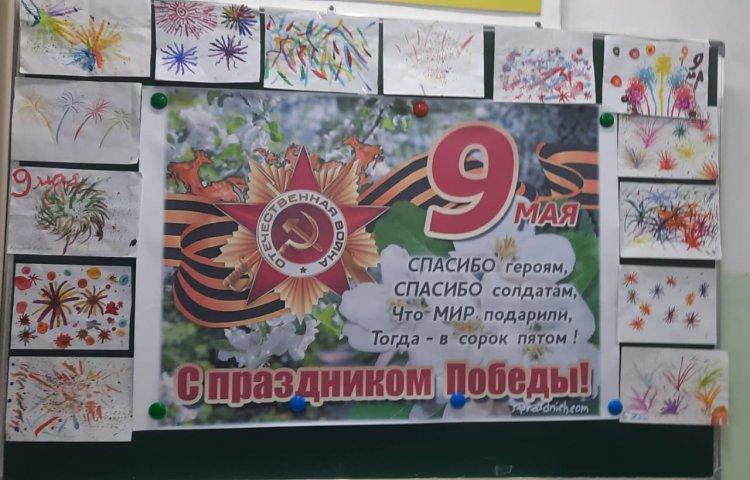 9 мая
9
МАЯ
ОТЕЧЕСТВЕННАЯ ВОЙНА
СПАСИБО героям,
СПАСИБО солдатам,
Что МИР подарили,
Тогда - в сорок пятом !
С праздником Победы!